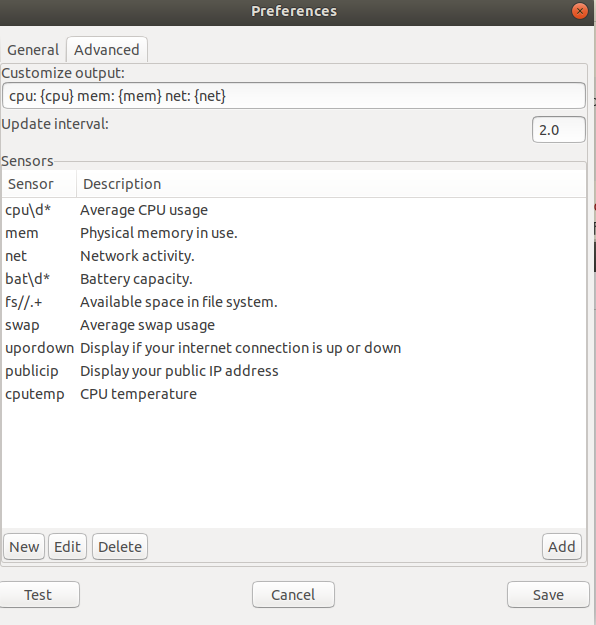 Preferences
General Advanced
Customize output:
cpu: {cpu} mem: {mem} net: {net}
Update interval: 2.0
Sensors
Sensor Description
cpu\d* Average CPU usage
mem Physical memory in use.
net Network activity.
bat\d* Battery capacity.
fs//.+ Available space in file system.
swap Average swap usage
upordown Display if your internet connection is up or down
publicip Display your public IP address
cputemp CPU temperature
New Edit Delete Add
Test Cancel Save